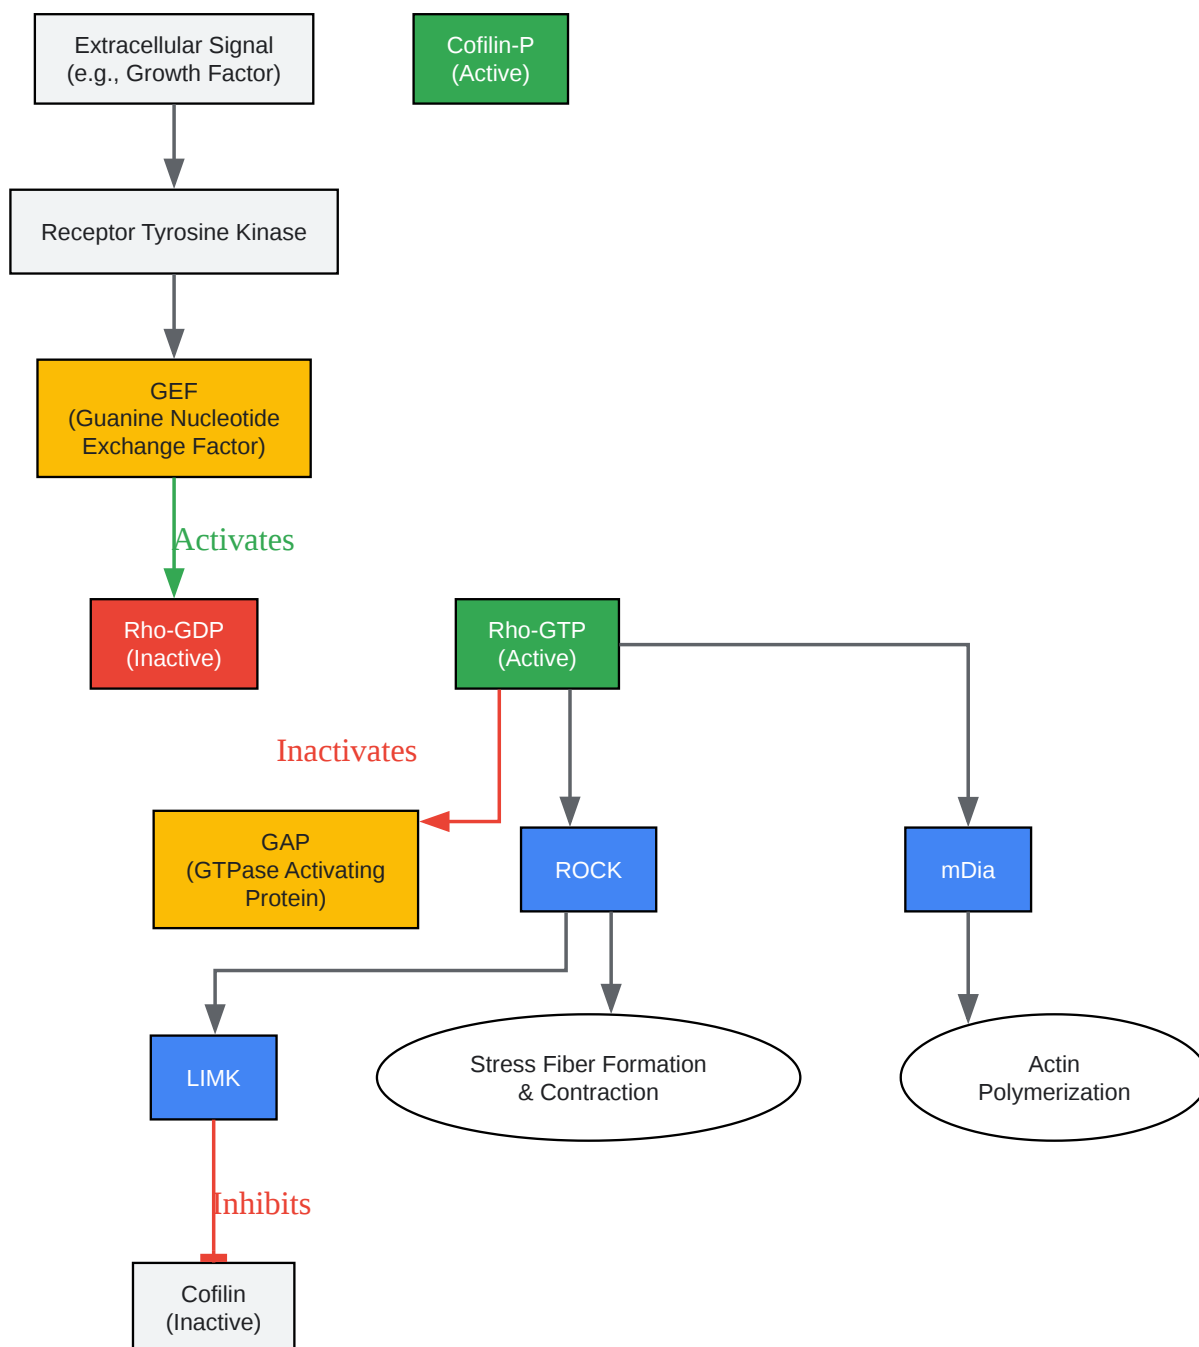 Extracellular Signal
(e.g., Growth Factor)
Cofilin-P
(Active)
Receptor Tyrosine Kinase
GEF
(Guanine Nucleotide
Exchange Factor)
Activates
Rho-GDP
(Inactive)
Rho-GTP
(Active)
Inactivates
GAP
(GTPase Activating
Protein)
ROCK
mDia
LIMK
Stress Fiber Formation
& Contraction
Actin
Polymerization
Inhibits
Cofilin
(Inactive)